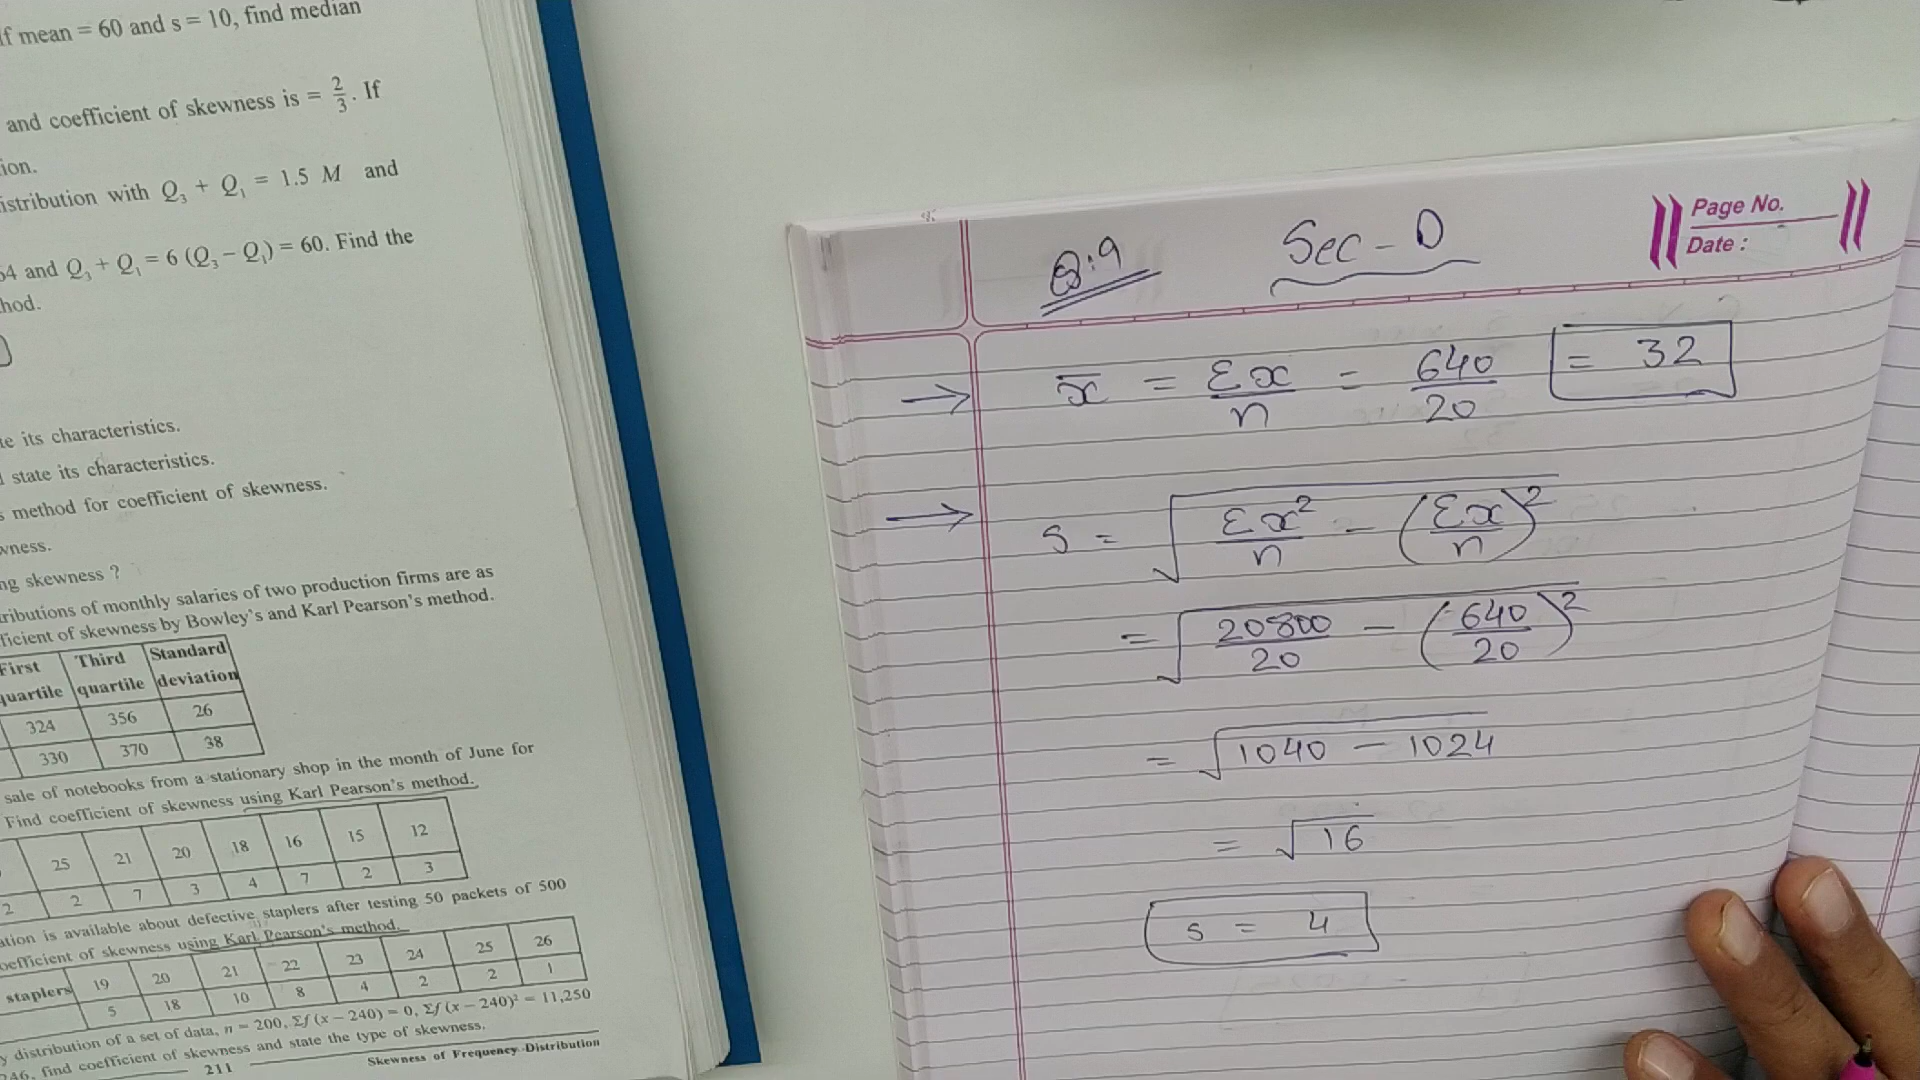 f mean = 60 and s = 10, find median
and coefficient of skewness is = 2/3. If
ion.
istribution with Q₃ + Q₁ = 1.5 M and
54 and Q₃ + Q₁ = 6 (Q₃ − Q₁) = 60. Find the
hod.
te its characteristics.
state its characteristics.
s method for coefficient of skewness.
wness.
ng skewness ?
ributions of monthly salaries of two production firms are as
ficient of skewness by Bowley's and Karl Pearson's method.
First quartile Third quartile Standard deviation
324 356 26
330 370 38
sale of notebooks from a stationary shop in the month of June for
Find coefficient of skewness using Karl Pearson's method.
25 21 20 18 16 15 12
2 2 7 3 4 7 2 3
ation is available about defective staplers after testing 50 packets of 500
oefficient of skewness using Karl Pearson's method.
staplers 19 20 21 22 23 24 25 26
5 18 10 8 4 2 2 1
y distribution of a set of data, n = 200, Σf (x − 240) = 0, Σf (x − 240)² = 11,250
246, find coefficient of skewness and state the type of skewness.
211 Skewness of Frequency Distribution
Page No.
Date :
Q:9 Sec - D
→ x̄ = Σx/n = 640/20 = 32
→ s = √(Σx²/n − (Σx/n)²)
= √(20800/20 − (640/20)²)
= √(1040 − 1024)
= √16
s = 4